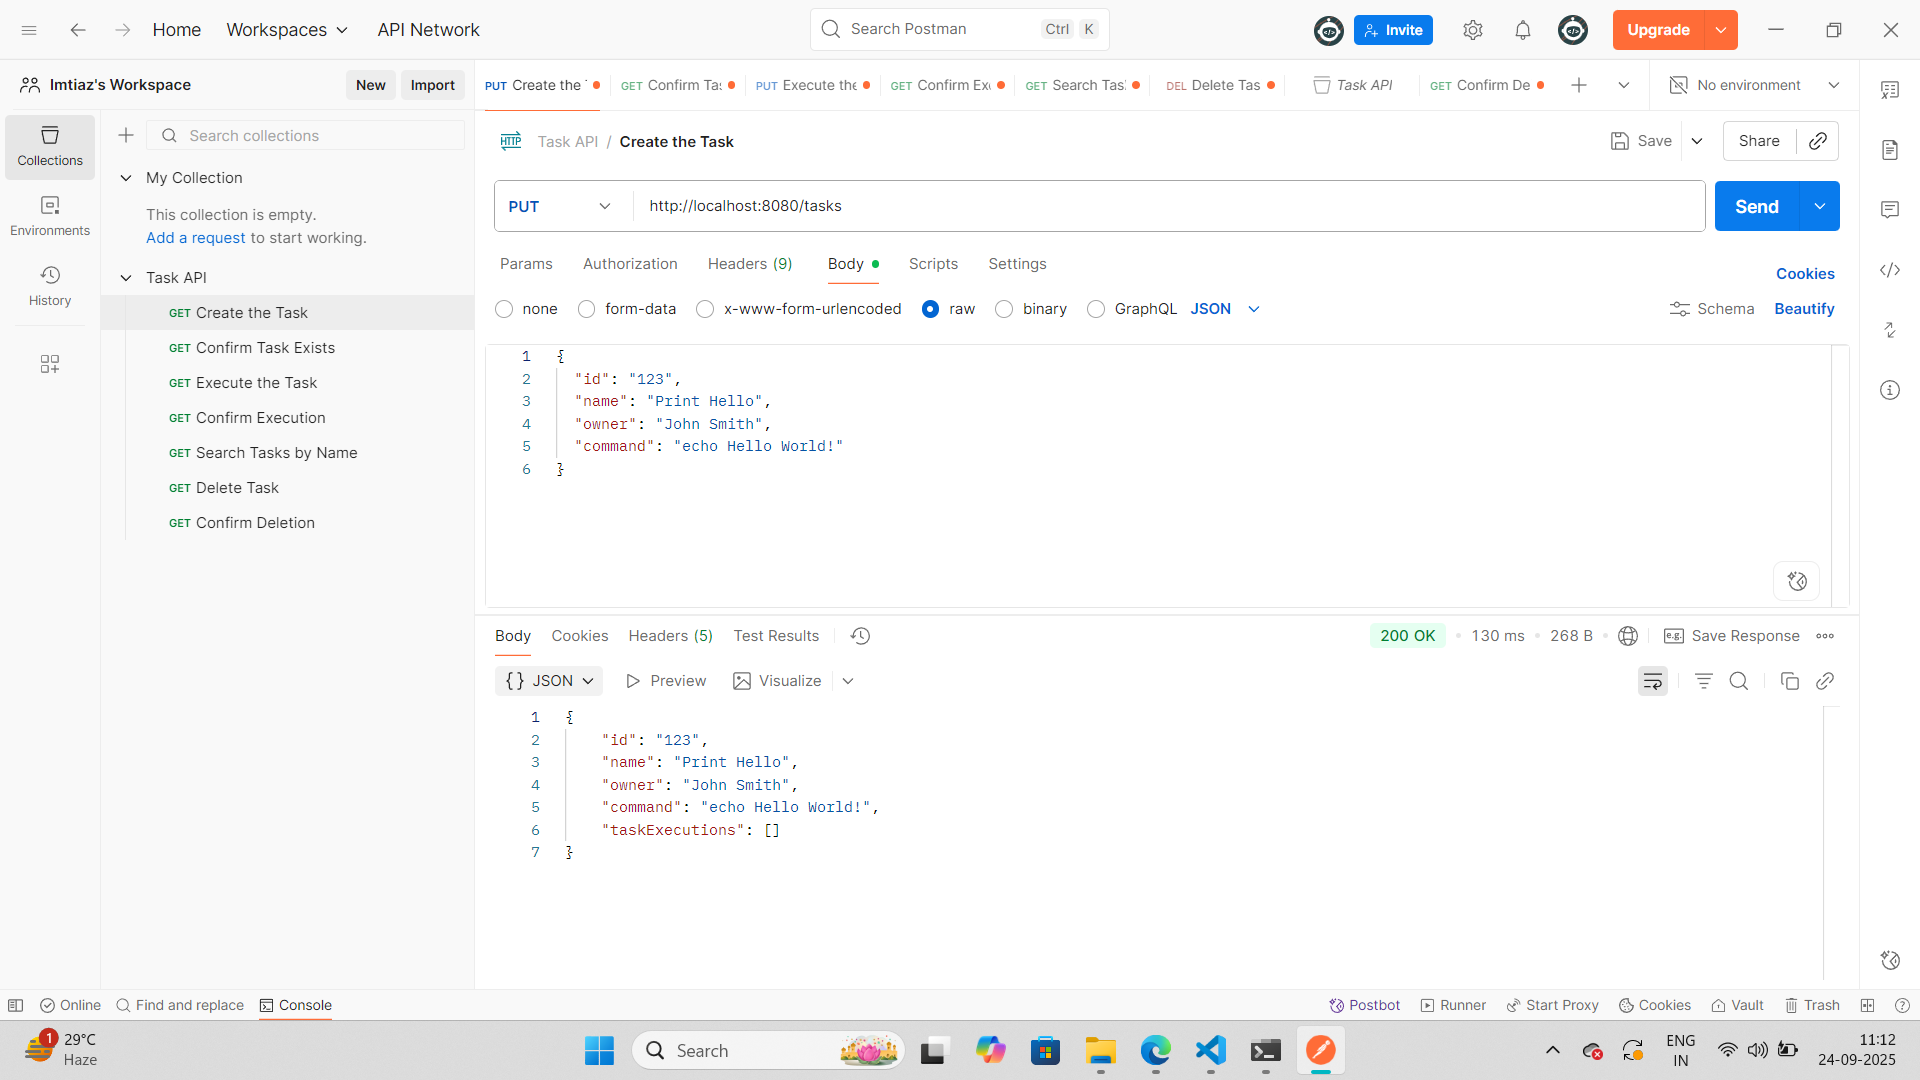 Home Workspaces API Network Search Postman Ctrl K Invite Upgrade
Imtiaz's Workspace New Import
PUT Create the T GET Confirm Tas PUT Execute the GET Confirm Ex GET Search Tas DEL Delete Tas Task API GET Confirm De No environment
Collections
Environments
History
Search collections
My Collection
This collection is empty.
Add a request to start working.
Task API
GET Create the Task
GET Confirm Task Exists
GET Execute the Task
GET Confirm Execution
GET Search Tasks by Name
GET Delete Task
GET Confirm Deletion
HTTP Task API / Create the Task Save Share
PUT http://localhost:8080/tasks Send
Params Authorization Headers (9) Body Scripts Settings Cookies
none form-data x-www-form-urlencoded raw binary GraphQL JSON Schema Beautify
1 {
2 "id": "123",
3 "name": "Print Hello",
4 "owner": "John Smith",
5 "command": "echo Hello World!"
6 }
Body Cookies Headers (5) Test Results 200 OK 130 ms 268 B e.g. Save Response
{} JSON Preview Visualize
1 {
2 "id": "123",
3 "name": "Print Hello",
4 "owner": "John Smith",
5 "command": "echo Hello World!",
6 "taskExecutions": []
7 }
Online Find and replace Console Postbot Runner Start Proxy Cookies Vault Trash
1 29°C
Haze
Search
ENG
IN
11:12
24-09-2025